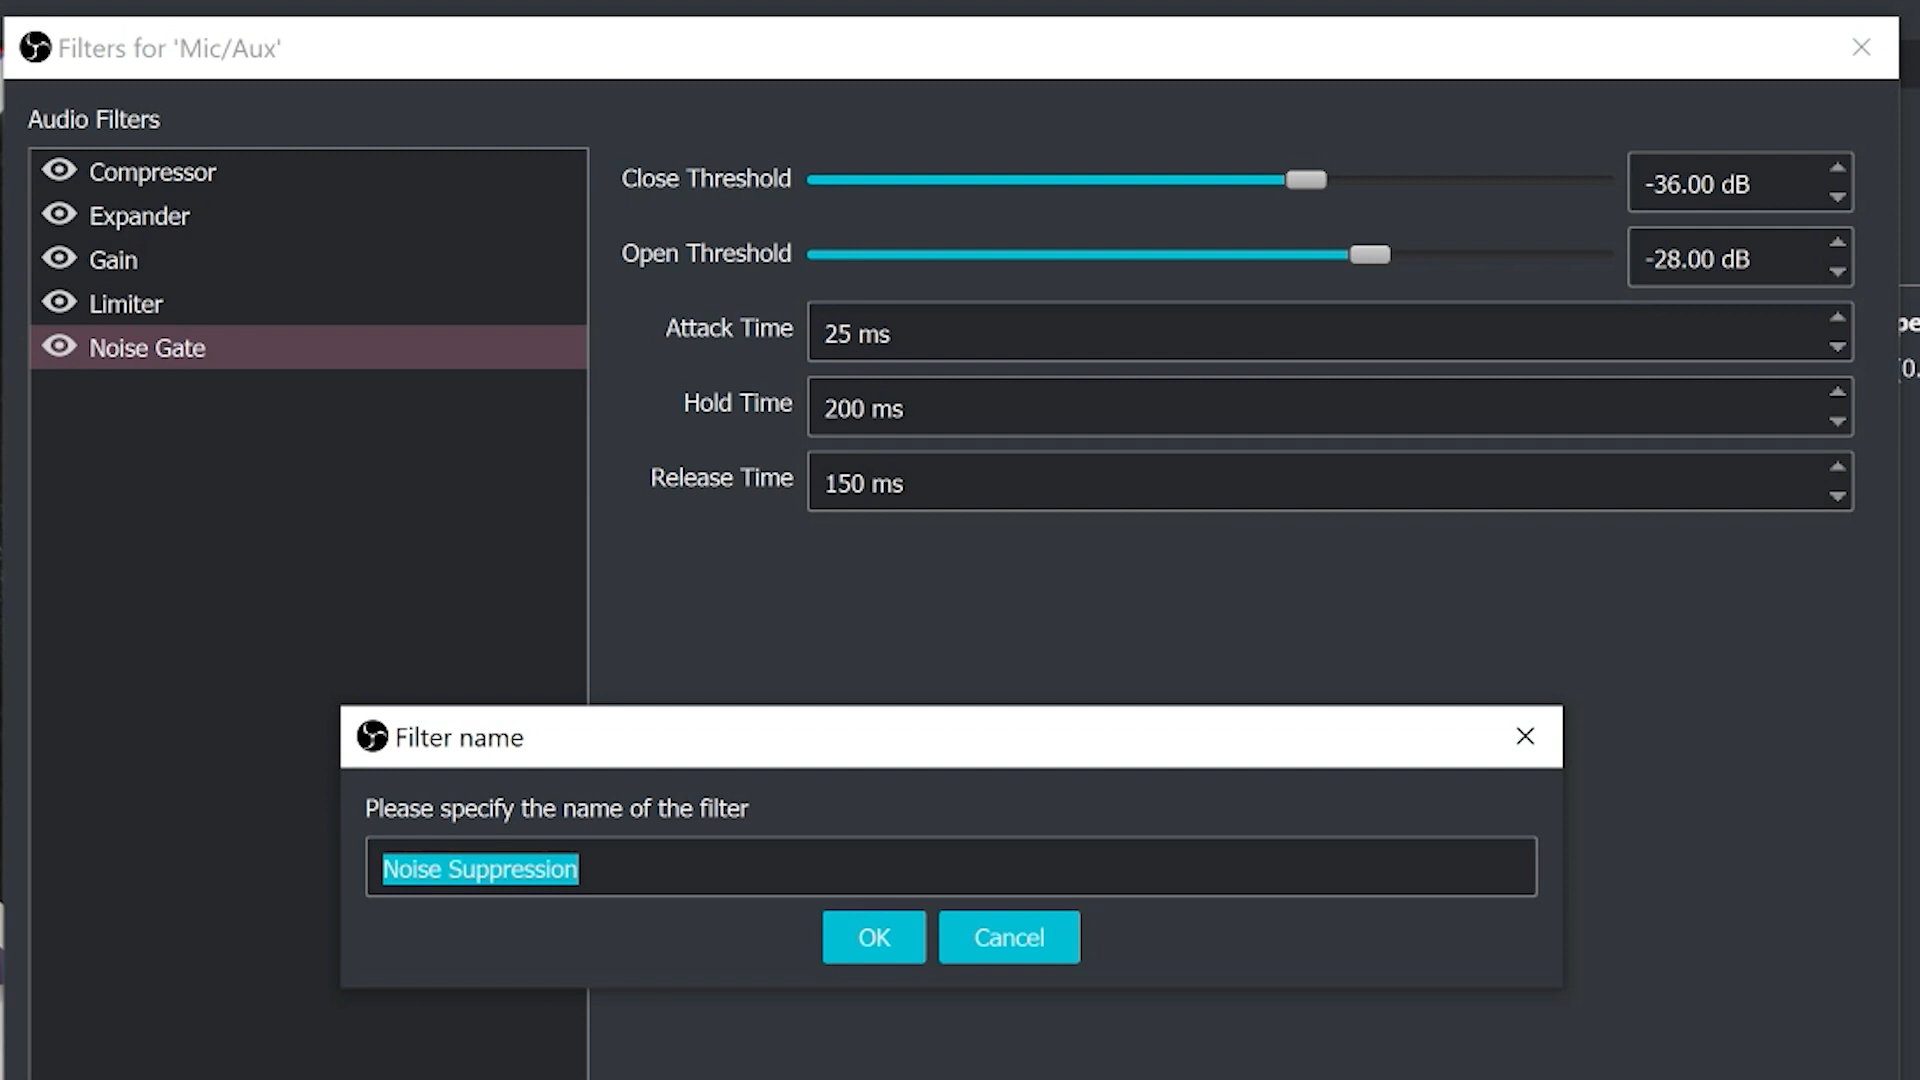 Filters for 'Mic/Aux'
Audio Filters
Compressor
Expander
Gain
Limiter
Noise Gate
Close Threshold
-36.00 dB
Open Threshold
-28.00 dB
Attack Time
25 ms
Hold Time
200 ms
Release Time
150 ms
Filter name
Please specify the name of the filter
Noise Suppression
OK Cancel